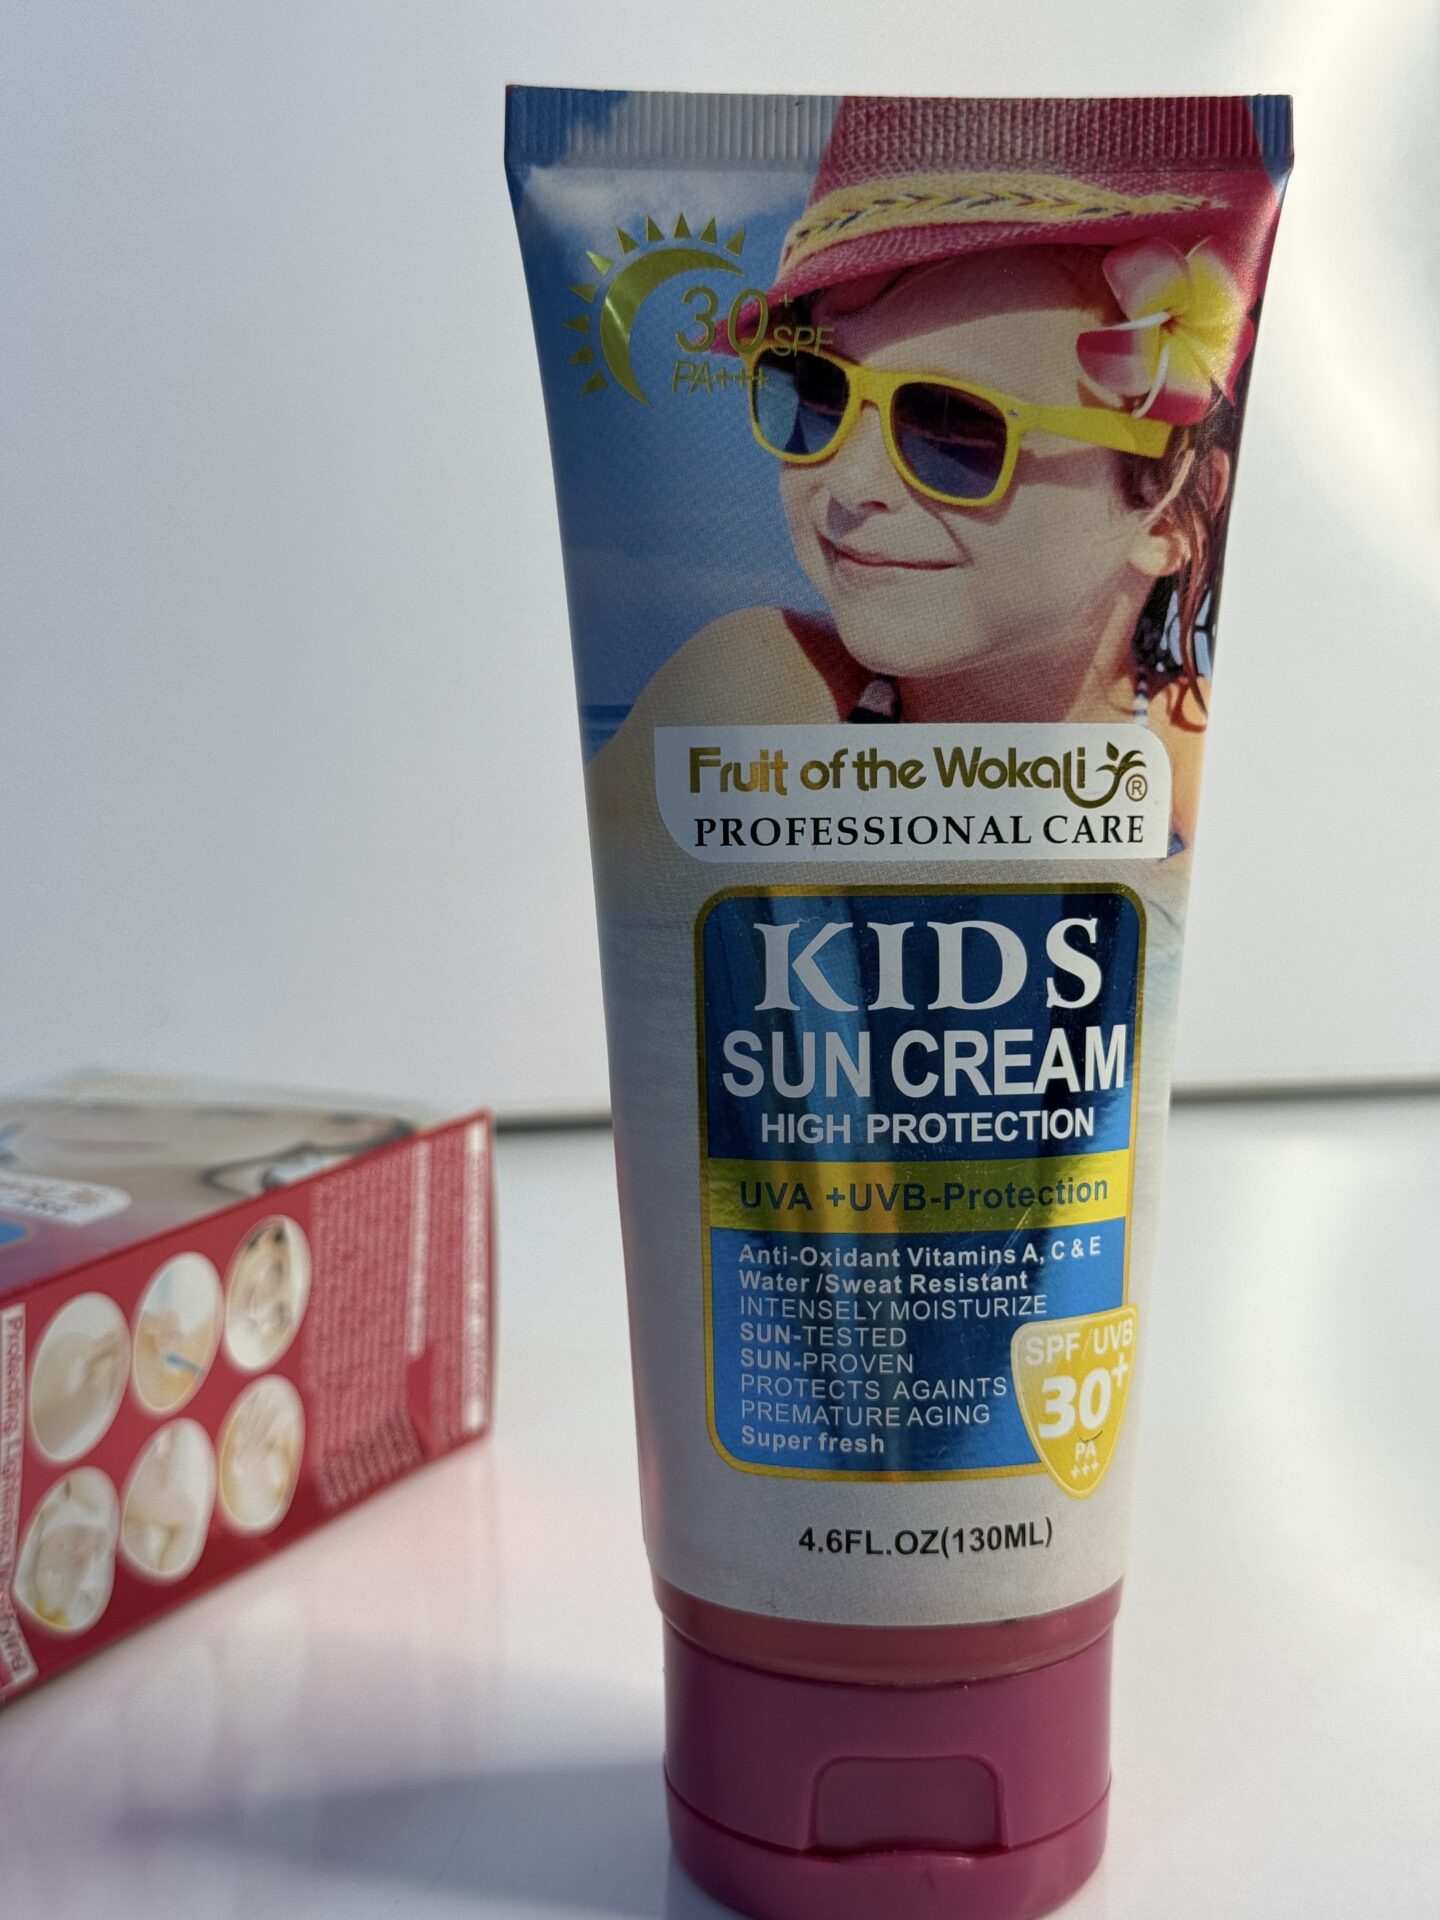 30+ SPF
PA+++
Fruit of the Wokali ®
PROFESSIONAL CARE
KIDS
SUN CREAM
HIGH PROTECTION
UVA +UVB-Protection
Anti-Oxidant Vitamins A, C & E
Water/Sweat Resistant
INTENSELY MOISTURIZE
SUN-TESTED
SUN-PROVEN
PROTECTS AGAINTS
PREMATURE AGING
Super fresh
SPF/UVB
30+
PA
+++
4.6FL.OZ(130ML)
Protecting Lightening